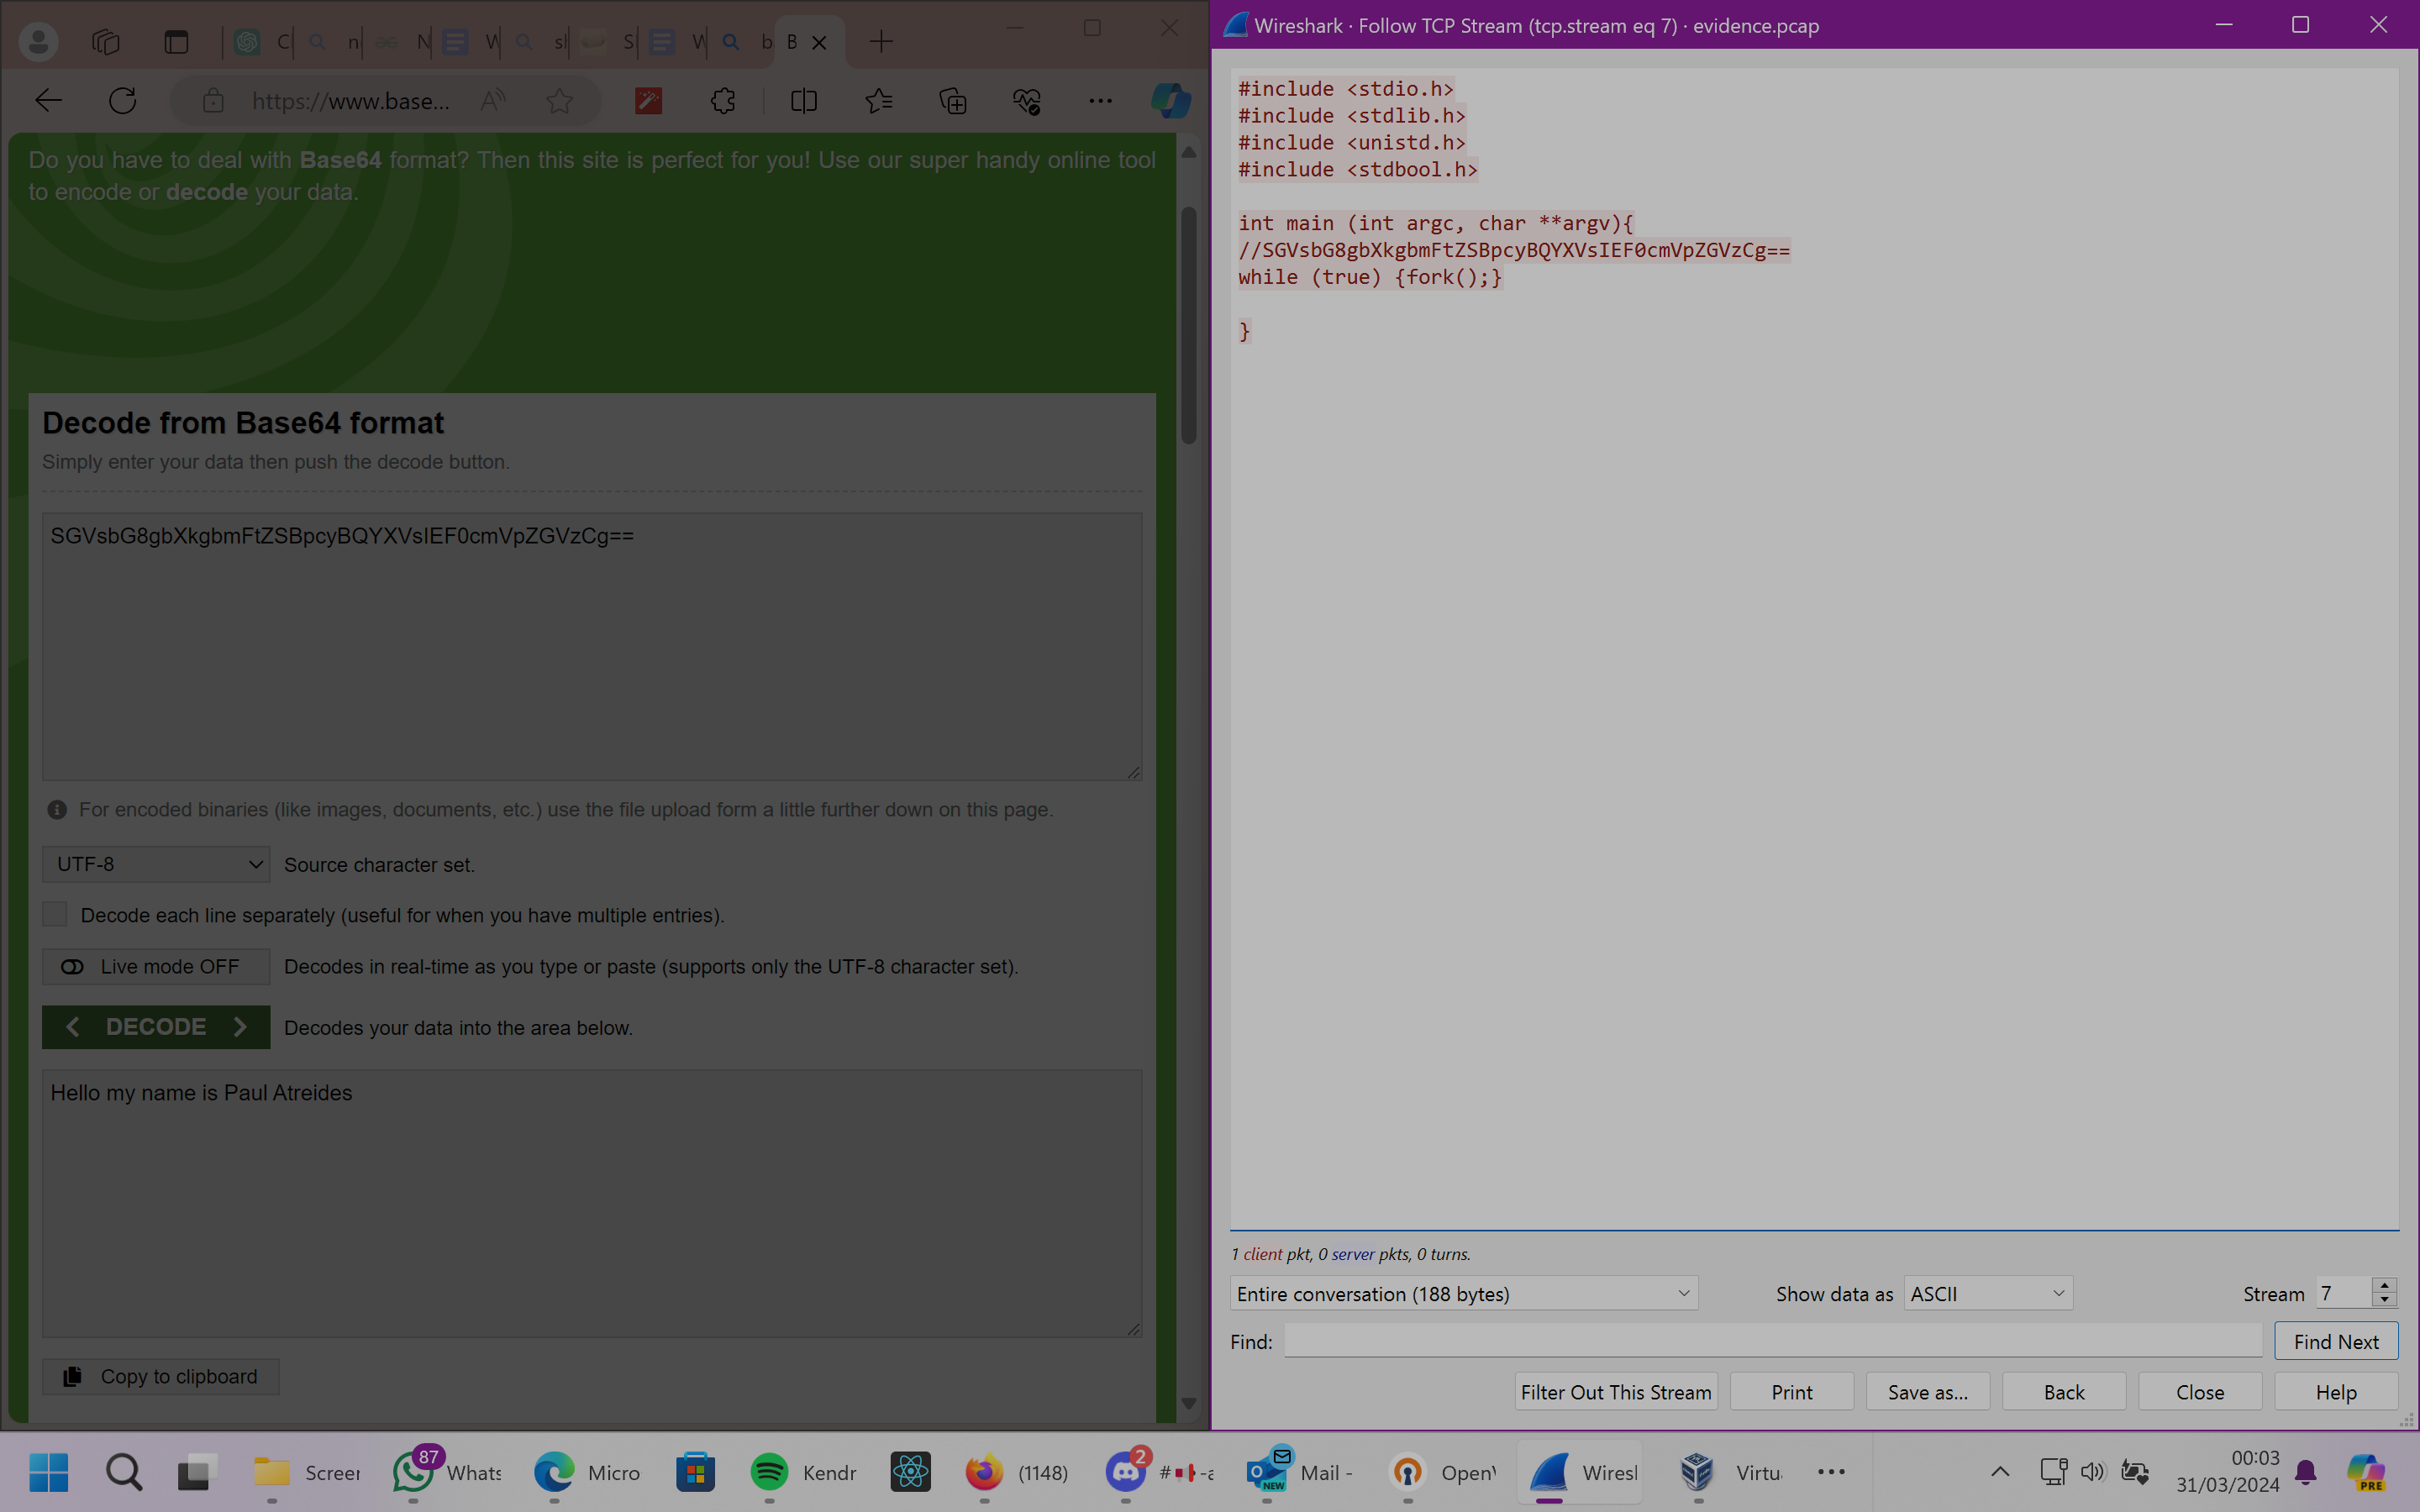 https://www.base...
Do you have to deal with Base64 format? Then this site is perfect for you! Use our super handy online tool
to encode or decode your data.
Decode from Base64 format
Simply enter your data then push the decode button.
SGVsbG8gbXkgbmFtZSBpcyBQYXVsIEF0cmVpZGVzCg==
For encoded binaries (like images, documents, etc.) use the file upload form a little further down on this page.
UTF-8 Source character set.
Decode each line separately (useful for when you have multiple entries).
Live mode OFF Decodes in real-time as you type or paste (supports only the UTF-8 character set).
< DECODE > Decodes your data into the area below.
Hello my name is Paul Atreides
Copy to clipboard
Wireshark · Follow TCP Stream (tcp.stream eq 7) · evidence.pcap
#include <stdio.h>
#include <stdlib.h>
#include <unistd.h>
#include <stdbool.h>
int main (int argc, char **argv){
//SGVsbG8gbXkgbmFtZSBpcyBQYXVsIEF0cmVpZGVzCg==
while (true) {fork();}
}
1 client pkt, 0 server pkts, 0 turns.
Entire conversation (188 bytes) Show data as ASCII Stream 7
Find: Find Next
Filter Out This Stream Print Save as... Back Close Help
Screer 87 Whats Micro Kendr (1148) 2 # -a NEW Mail - OpenV Wiresl Virtu 00:03
31/03/2024 PRE